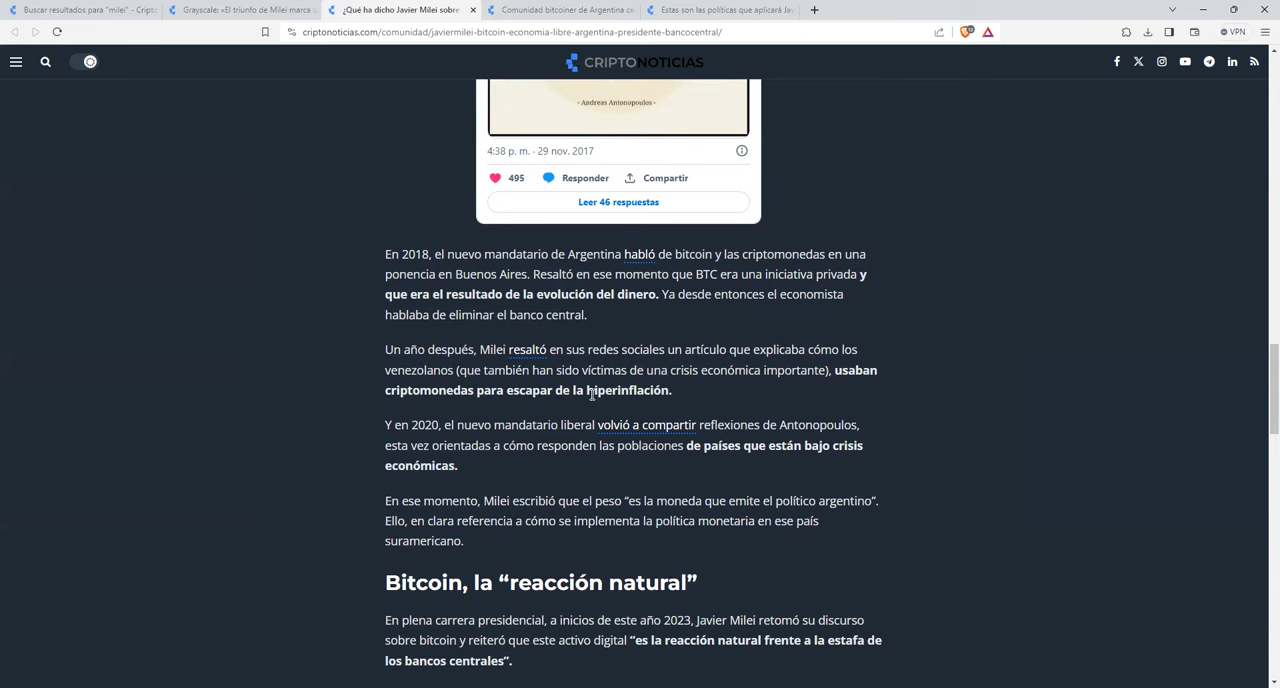 Buscar resultados para "milei" - Cripto
Grayscale: «El triunfo de Milei marca u
¿Qué ha dicho Javier Milei sobre
Comunidad bitcoiner de Argentina ce
Estas son las políticas que aplicará Jav
criptonoticias.com/comunidad/javiermilei-bitcoin-economia-libre-argentina-presidente-bancocentral/
VPN
CRIPTONOTICIAS
- Andreas Antonopoulos -
4:38 p. m. · 29 nov. 2017
495 Responder Compartir
Leer 46 respuestas
En 2018, el nuevo mandatario de Argentina habló de bitcoin y las criptomonedas en una
ponencia en Buenos Aires. Resaltó en ese momento que BTC era una iniciativa privada y
que era el resultado de la evolución del dinero. Ya desde entonces el economista
hablaba de eliminar el banco central.
Un año después, Milei resaltó en sus redes sociales un artículo que explicaba cómo los
venezolanos (que también han sido víctimas de una crisis económica importante), usaban
criptomonedas para escapar de la hiperinflación.
Y en 2020, el nuevo mandatario liberal volvió a compartir reflexiones de Antonopoulos,
esta vez orientadas a cómo responden las poblaciones de países que están bajo crisis
económicas.
En ese momento, Milei escribió que el peso “es la moneda que emite el político argentino”.
Ello, en clara referencia a cómo se implementa la política monetaria en ese país
suramericano.
Bitcoin, la “reacción natural”
En plena carrera presidencial, a inicios de este año 2023, Javier Milei retomó su discurso
sobre bitcoin y reiteró que este activo digital “es la reacción natural frente a la estafa de
los bancos centrales”.